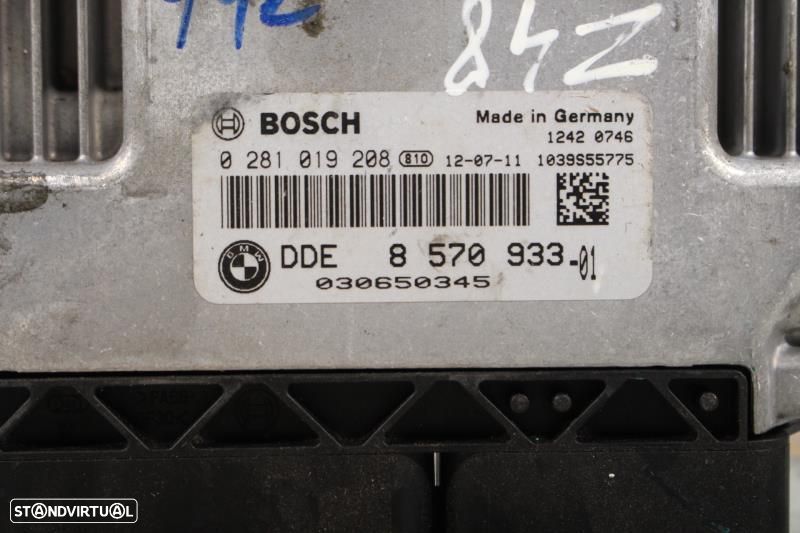 BOSCH
Made in Germany
1242 0746
0 281 019 208 810 12-07-11 1039S55775
BMW
DDE 8 570 933-01
030650345
STANDVIRTUAL